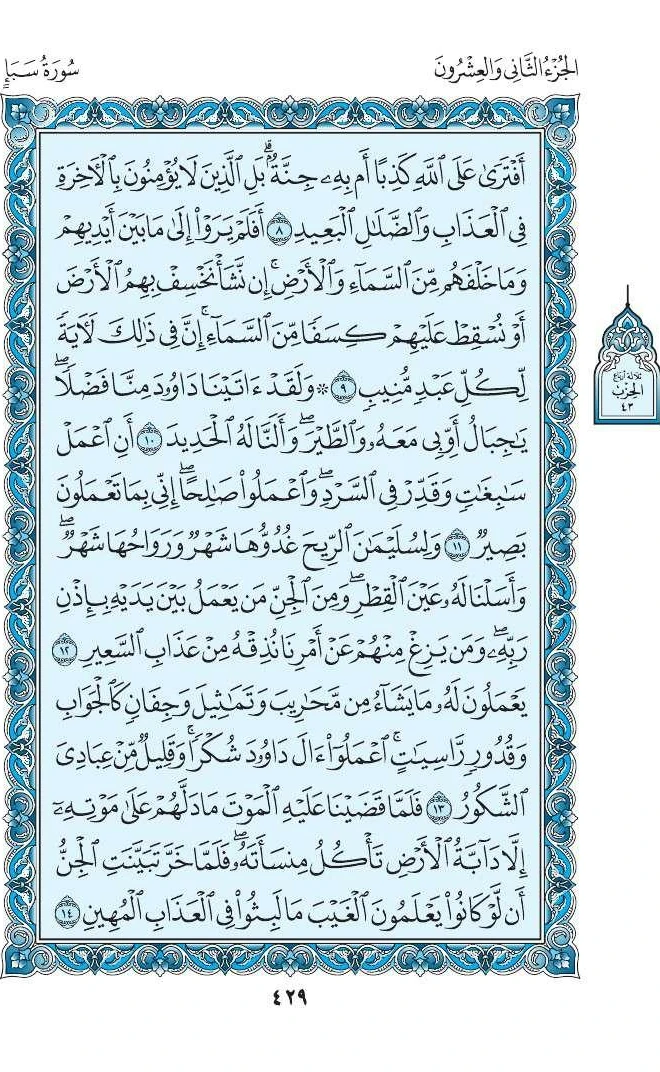 الجُزْءُ الثَّانِي وَالعِشْرُونَ
سُورَةُ سَبَإٍ
أَفْتَرَىٰ عَلَى ٱللَّهِ كَذِبًا أَم بِهِۦ جِنَّةُۢۗ بَلِ ٱلَّذِينَ لَا يُؤْمِنُونَ بِٱلْأَخِرَةِ
فِي ٱلْعَذَابِ وَٱلضَّلَٰلِ ٱلْبَعِيدِ ٨ أَفَلَمْ يَرَوْا۟ إِلَىٰ مَا بَيْنَ أَيْدِيهِمْ
وَمَا خَلْفَهُم مِّنَ ٱلسَّمَآءِ وَٱلْأَرْضِۚ إِن نَّشَأْ نَخْسِفْ بِهِمُ ٱلْأَرْضَ
أَوْ نُسْقِطْ عَلَيْهِمْ كِسَفًا مِّنَ ٱلسَّمَآءِۚ إِنَّ فِي ذَٰلِكَ لَأٓيَةً
لِّكُلِّ عَبْدٍ مُّنِيبٍ ٩ ۞ وَلَقَدْ ءَاتَيْنَا دَاوُۥدَ مِنَّا فَضْلًاۖ
يَٰجِبَالُ أَوِّبِي مَعَهُۥ وَٱلطَّيْرَۖ وَأَلَنَّا لَهُ ٱلْحَدِيدَ ١٠ أَنِ ٱعْمَلْ
سَٰبِغَٰتٍ وَقَدِّرْ فِي ٱلسَّرْدِۖ وَٱعْمَلُوا۟ صَٰلِحًاۖ إِنِّي بِمَا تَعْمَلُونَ
بَصِيرٌ ١١ وَلِسُلَيْمَٰنَ ٱلرِّيحَ غُدُوُّهَا شَهْرٌ وَرَوَاحُهَا شَهْرٌۖ
وَأَسَلْنَا لَهُۥ عَيْنَ ٱلْقِطْرِۖ وَمِنَ ٱلْجِنِّ مَن يَعْمَلُ بَيْنَ يَدَيْهِ بِإِذْنِ
رَبِّهِۦۖ وَمَن يَزِغْ مِنْهُمْ عَنْ أَمْرِنَا نُذِقْهُ مِنْ عَذَابِ ٱلسَّعِيرِ ١٢
يَعْمَلُونَ لَهُۥ مَا يَشَآءُ مِن مَّحَٰرِيبَ وَتَمَٰثِيلَ وَجِفَانٍ كَٱلْجَوَابِ
وَقُدُورٍ رَّاسِيَٰتٍۚ ٱعْمَلُوٓا۟ ءَالَ دَاوُۥدَ شُكْرًاۚ وَقَلِيلٌ مِّنْ عِبَادِيَ
ٱلشَّكُورُ ١٣ فَلَمَّا قَضَيْنَا عَلَيْهِ ٱلْمَوْتَ مَا دَلَّهُمْ عَلَىٰ مَوْتِهِۦٓ
إِلَّا دَآبَّةُ ٱلْأَرْضِ تَأْكُلُ مِنسَأَتَهُۥۖ فَلَمَّا خَرَّ تَبَيَّنَتِ ٱلْجِنُّ
أَن لَّوْ كَانُوا۟ يَعْلَمُونَ ٱلْغَيْبَ مَا لَبِثُوا۟ فِي ٱلْعَذَابِ ٱلْمُهِينِ ١٤
ثلاثة أرباع
الحزب
٤٣
٤٢٩